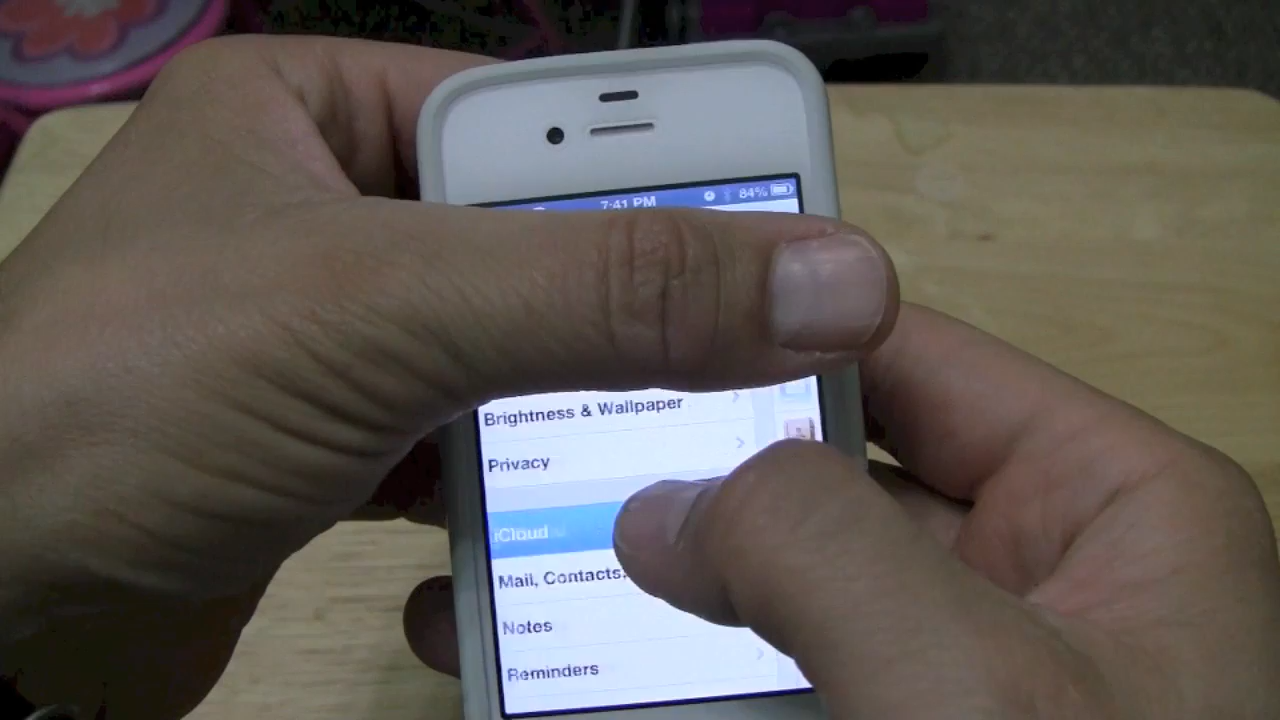 7:41 PM 84%
Brightness & Wallpaper
Privacy
iCloud
Mail, Contacts,
Notes
Reminders